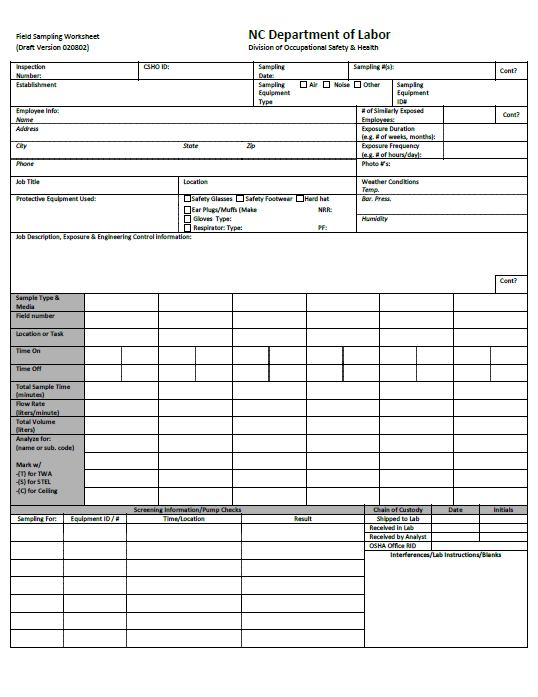 Field Sampling Worksheet
(Draft Version 020802)
NC Department of Labor
Division of Occupational Safety & Health
Inspection
Number:
CSHO ID:
Sampling
Date:
Sampling #(s):
Cont?
Establishment
Sampling
Equipment
Type
Air Noise Other
Sampling
Equipment
ID#
Employee Info:
Name
# of Similarly Exposed
Employees:
Cont?
Address
Exposure Duration
(e.g. # of weeks, months):
City State Zip
Exposure Frequency
(e.g. # of hours/day):
Phone
Photo #'s:
Job Title
Location
Weather Conditions
Temp.
Protective Equipment Used:
Safety Glasses Safety Footwear Hard hat
Ear Plugs/Muffs (Make NRR:
Gloves Type:
Respirator: Type: PF:
Bar. Press.
Humidity
Job Description, Exposure & Engineering Control information:
Cont?
Sample Type &
Media
Field number
Location or Task
Time On
Time Off
Total Sample Time
(minutes)
Flow Rate
(liters/minute)
Total Volume
(liters)
Analyze for:
(name or sub. code)
Mark w/
-(T) for TWA
-(S) for STEL
-(C) for Ceiling
Screening Information/Pump Checks
Chain of Custody Date Initials
Sampling For: Equipment ID / # Time/Location Result
Shipped to Lab
Received in Lab
Received by Analyst
OSHA Office RID
Interferences/Lab Instructions/Blanks